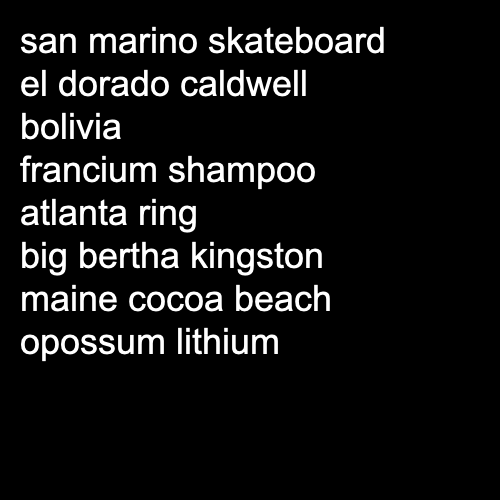 san marino skateboard
el dorado caldwell
bolivia
francium shampoo
atlanta ring
big bertha kingston
maine cocoa beach
opossum lithium